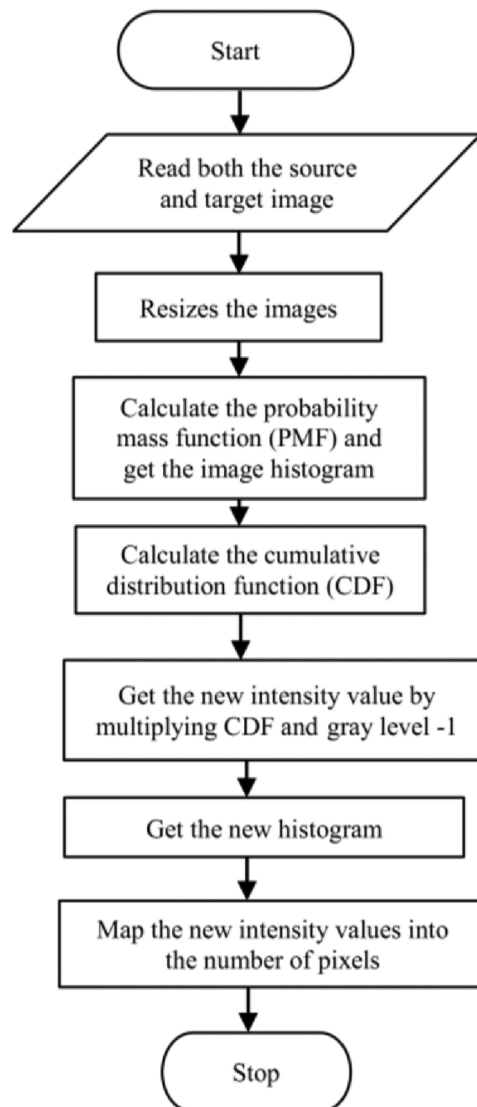 Start
Read both the source
and target image
Resizes the images
Calculate the probability
mass function (PMF) and
get the image histogram
Calculate the cumulative
distribution function (CDF)
Get the new intensity value by
multiplying CDF and gray level -1
Get the new histogram
Map the new intensity values into
the number of pixels
Stop